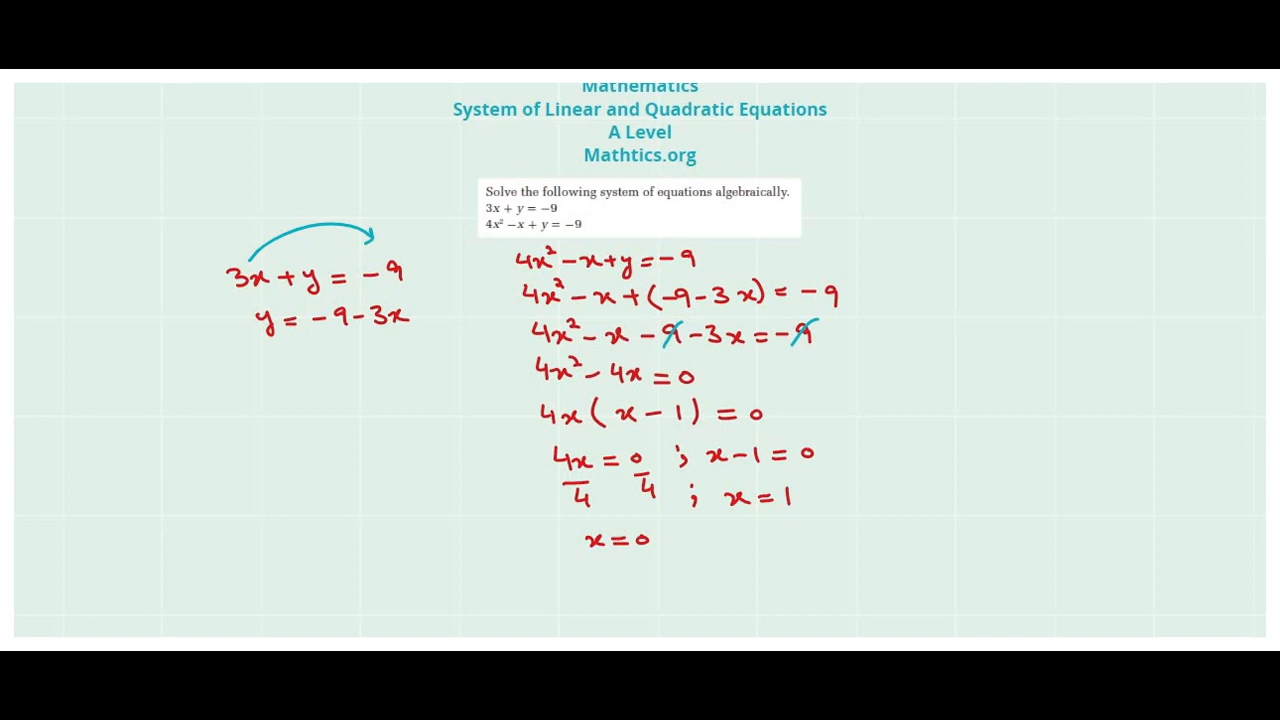 Mathematics
System of Linear and Quadratic Equations
A Level
Mathtics.org
Solve the following system of equations algebraically.
3x + y = −9
4x² − x + y = −9
3x + y = −9
y = −9 − 3x
4x² − x + y = −9
4x² − x + (−9 − 3x) = −9
4x² − x − 9 − 3x = −9
4x² − 4x = 0
4x(x − 1) = 0
4x = 0 ; x − 1 = 0
4 4 ; x = 1
x = 0